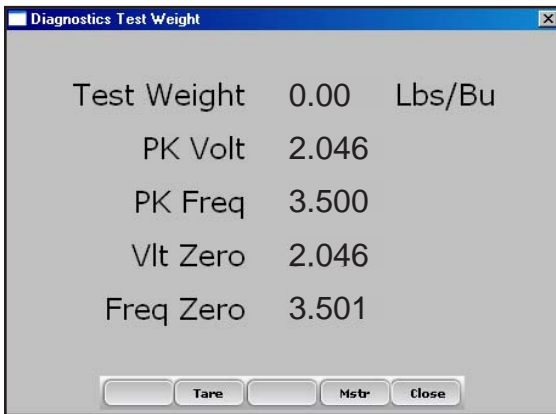 Diagnostics Test Weight
Test Weight 0.00 Lbs/Bu
PK Volt 2.046
PK Freq 3.500
Vlt Zero 2.046
Freq Zero 3.501
Tare Mstr Close